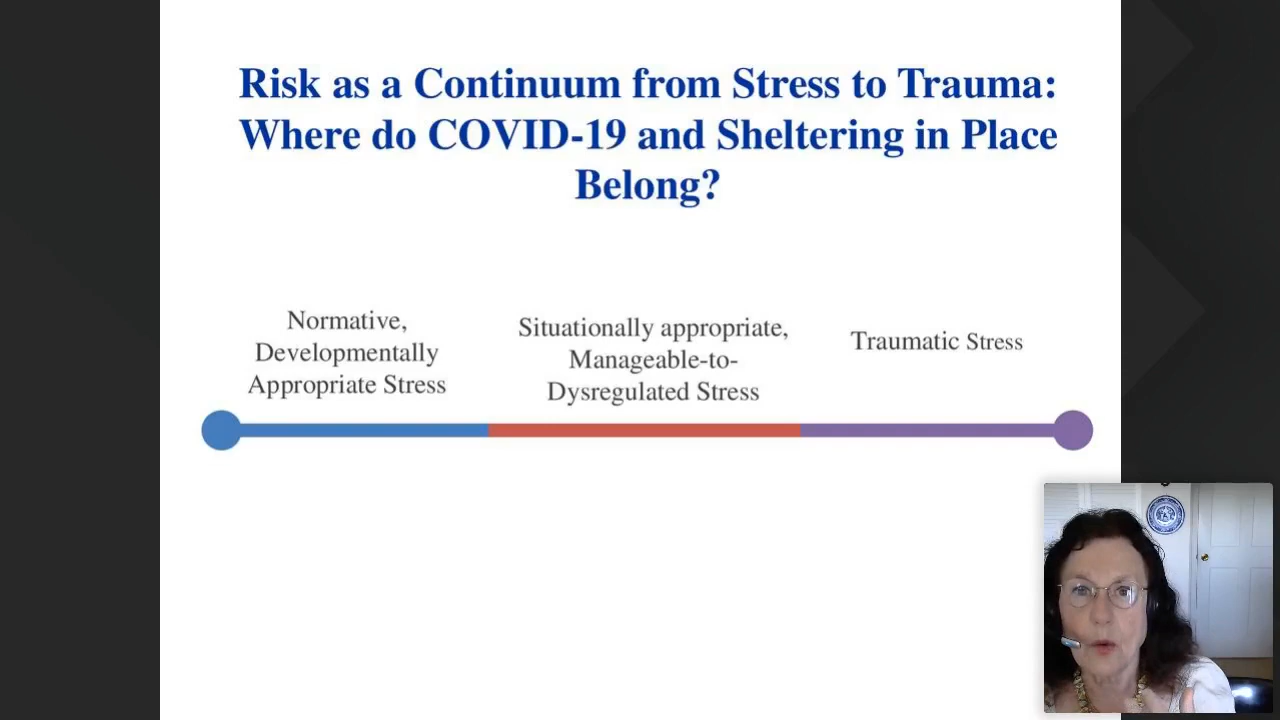 Risk as a Continuum from Stress to Trauma:
Where do COVID-19 and Sheltering in Place
Belong?
Normative,
Developmentally
Appropriate Stress
Situationally appropriate,
Manageable-to-
Dysregulated Stress
Traumatic Stress